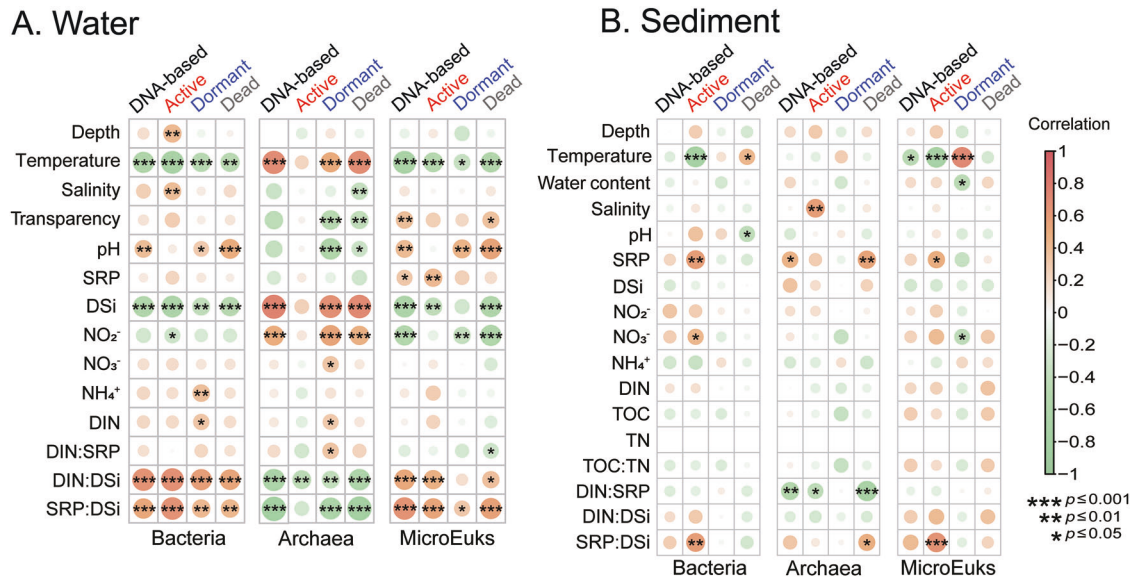 A. Water
DNA-based Active Dormant Dead DNA-based Active Dormant Dead DNA-based Active Dormant Dead
Depth **
Temperature *** *** *** ** *** *** *** *** *** * ***
Salinity ** **
Transparency *** ** ** *
pH ** * *** *** * ** ** ***
SRP * **
DSi *** *** ** *** *** *** *** *** ** ***
NO₂⁻ * *** *** *** *** ** ***
NO₃⁻ *
NH₄⁺ **
DIN * *
DIN:SRP * *
DIN:DSi *** *** *** *** *** ** ** *** *** *** *
SRP:DSi *** *** ** ** *** *** *** *** *** * ***
Bacteria Archaea MicroEuks
B. Sediment
DNA-based Active Dormant Dead DNA-based Active Dormant Dead DNA-based Active Dormant Dead
Depth
Temperature *** * * *** ***
Water content *
Salinity **
pH *
SRP ** * ** *
DSi
NO₂⁻
NO₃⁻ * *
NH₄⁺
DIN
TOC
TN
TOC:TN
DIN:SRP ** * ***
DIN:DSi
SRP:DSi ** * ***
Bacteria Archaea MicroEuks
Correlation
1
0.8
0.6
0.4
0.2
0
−0.2
−0.4
−0.6
−0.8
−1
*** p≤0.001
** p≤0.01
* p≤0.05